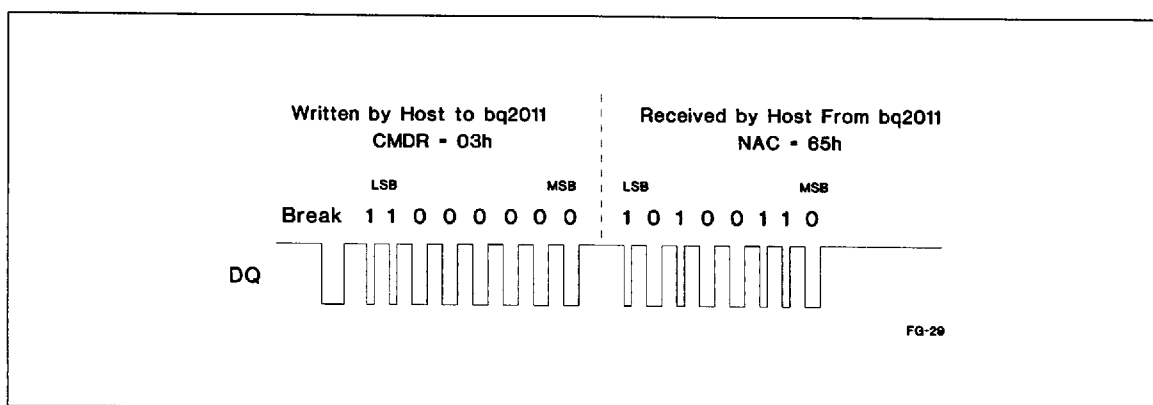 Written by Host to bq2011
CMDR = 03h
Received by Host From bq2011
NAC = 65h
LSB MSB LSB MSB
Break 1 1 0 0 0 0 0 0 1 0 1 0 0 1 1 0
DQ
FG-29